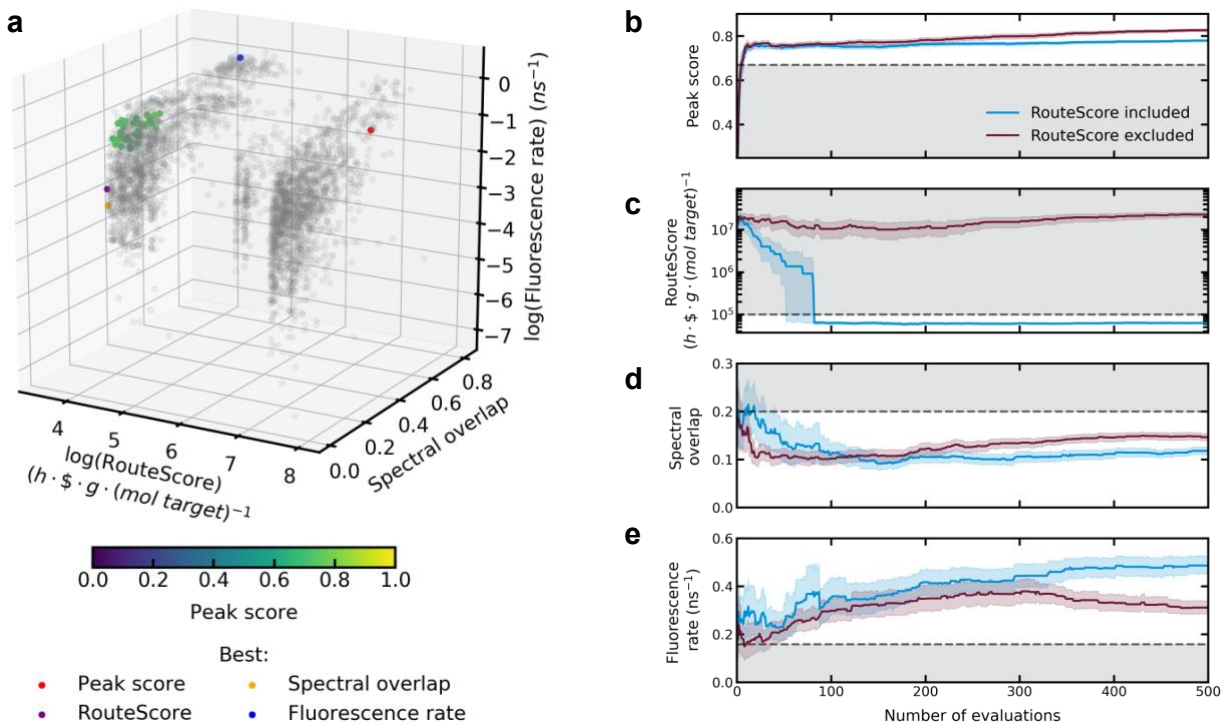 a
0
−1
−2
−3
−4
−5
−6
−7
log(Fluorescence rate) (ns⁻¹)
4
5
6
7
8
log(RouteScore)
(h · $ · g · (mol target)⁻¹
0.0
0.2
0.4
0.6
0.8
Spectral overlap
0.0 0.2 0.4 0.6 0.8 1.0
Peak score
Best:
Peak score
Spectral overlap
RouteScore
Fluorescence rate
b
Peak score
0.8
0.6
0.4
RouteScore included
RouteScore excluded
c
RouteScore
(h · $ · g · (mol target)⁻¹
10⁷
10⁶
10⁵
d
Spectral
overlap
0.3
0.2
0.1
0.0
e
Fluorescence
rate (ns⁻¹)
0.6
0.4
0.2
0.0
0 100 200 300 400 500
Number of evaluations